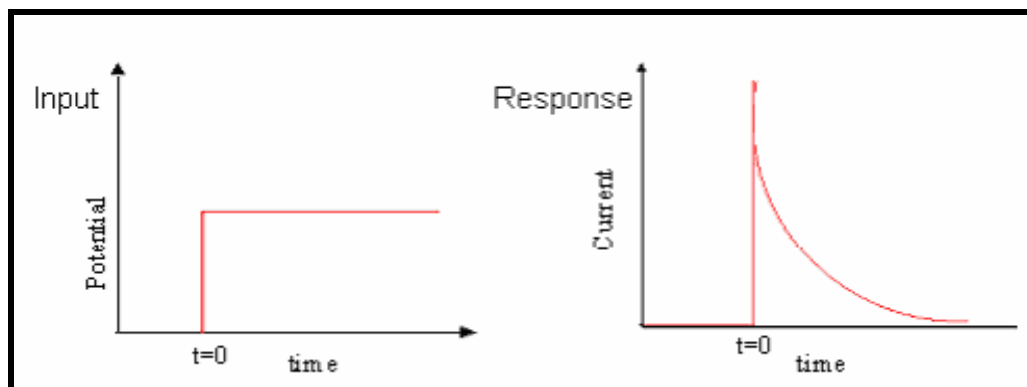 Input
Potential
t=0
time
Response
Current
t=0
time